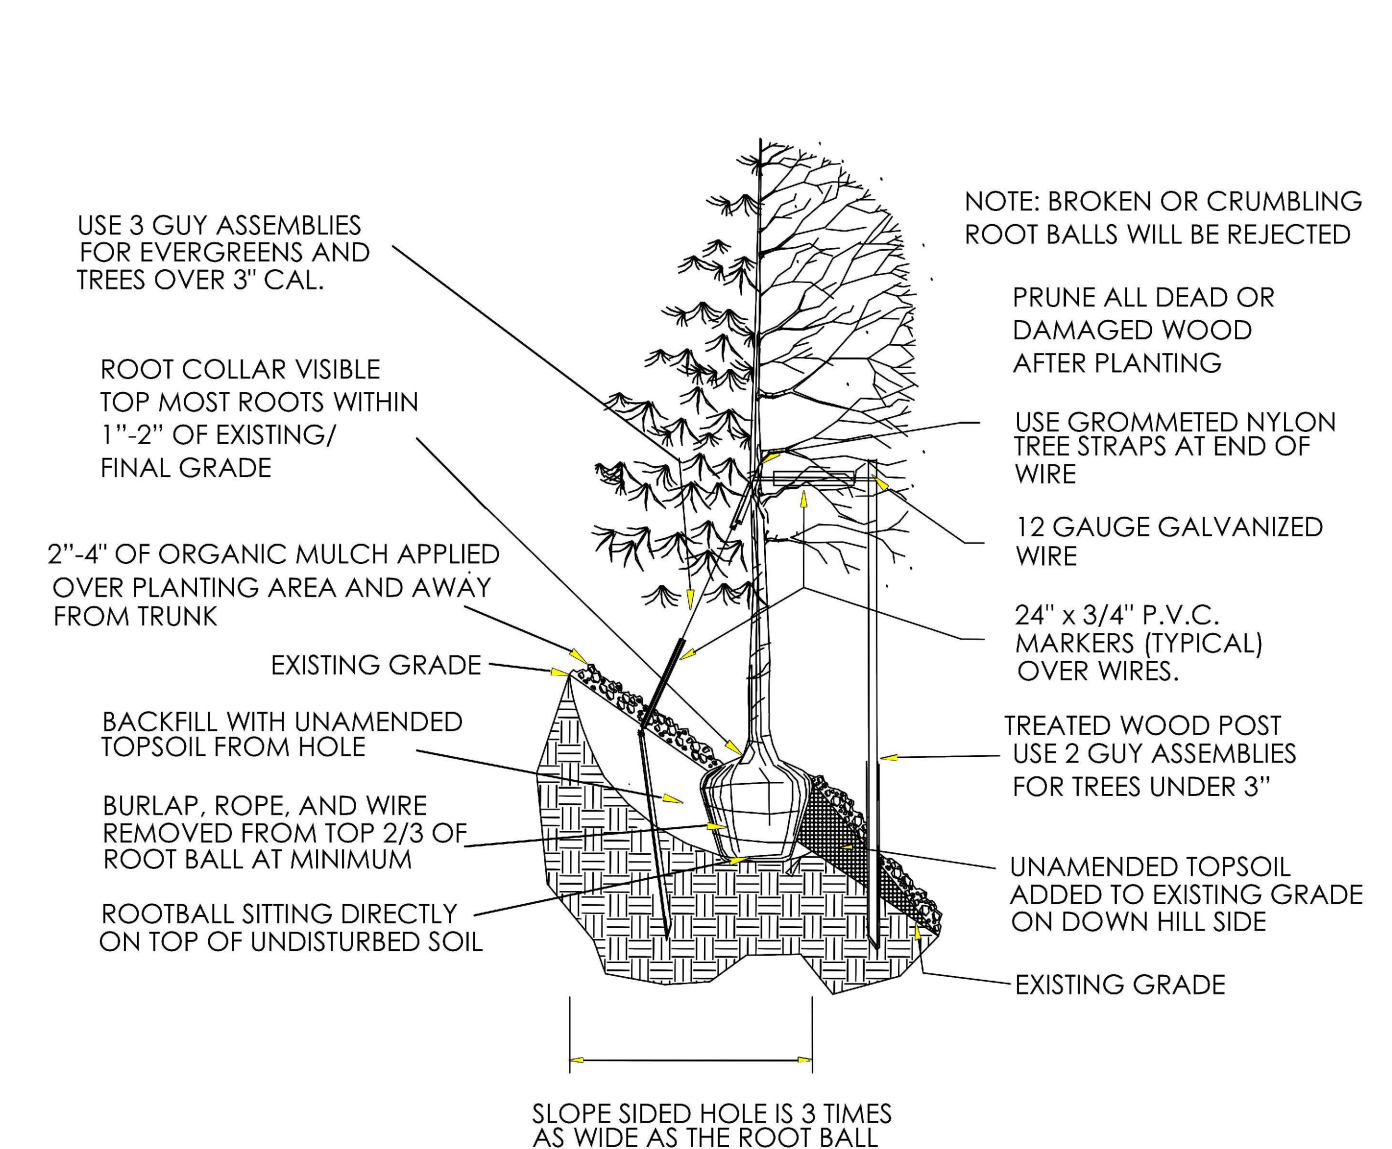 USE 3 GUY ASSEMBLIES
FOR EVERGREENS AND
TREES OVER 3" CAL.
ROOT COLLAR VISIBLE
TOP MOST ROOTS WITHIN
1”-2” OF EXISTING/
FINAL GRADE
2”-4" OF ORGANIC MULCH APPLIED
OVER PLANTING AREA AND AWAY
FROM TRUNK
EXISTING GRADE
BACKFILL WITH UNAMENDED
TOPSOIL FROM HOLE
BURLAP, ROPE, AND WIRE
REMOVED FROM TOP 2/3 OF
ROOT BALL AT MINIMUM
ROOTBALL SITTING DIRECTLY
ON TOP OF UNDISTURBED SOIL
NOTE: BROKEN OR CRUMBLING
ROOT BALLS WILL BE REJECTED
PRUNE ALL DEAD OR
DAMAGED WOOD
AFTER PLANTING
USE GROMMETED NYLON
TREE STRAPS AT END OF
WIRE
12 GAUGE GALVANIZED
WIRE
24" x 3/4" P.V.C.
MARKERS (TYPICAL)
OVER WIRES.
TREATED WOOD POST
USE 2 GUY ASSEMBLIES
FOR TREES UNDER 3”
UNAMENDED TOPSOIL
ADDED TO EXISTING GRADE
ON DOWN HILL SIDE
EXISTING GRADE
SLOPE SIDED HOLE IS 3 TIMES
AS WIDE AS THE ROOT BALL